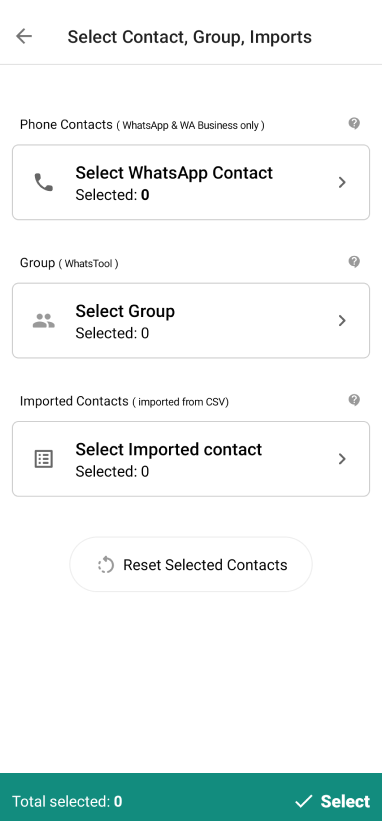 Select Contact, Group, Imports
Phone Contacts ( WhatsApp & WA Business only )
Select WhatsApp Contact
Selected: 0
Group ( WhatsTool )
Select Group
Selected: 0
Imported Contacts ( imported from CSV)
Select Imported contact
Selected: 0
Reset Selected Contacts
Total selected: 0
Select